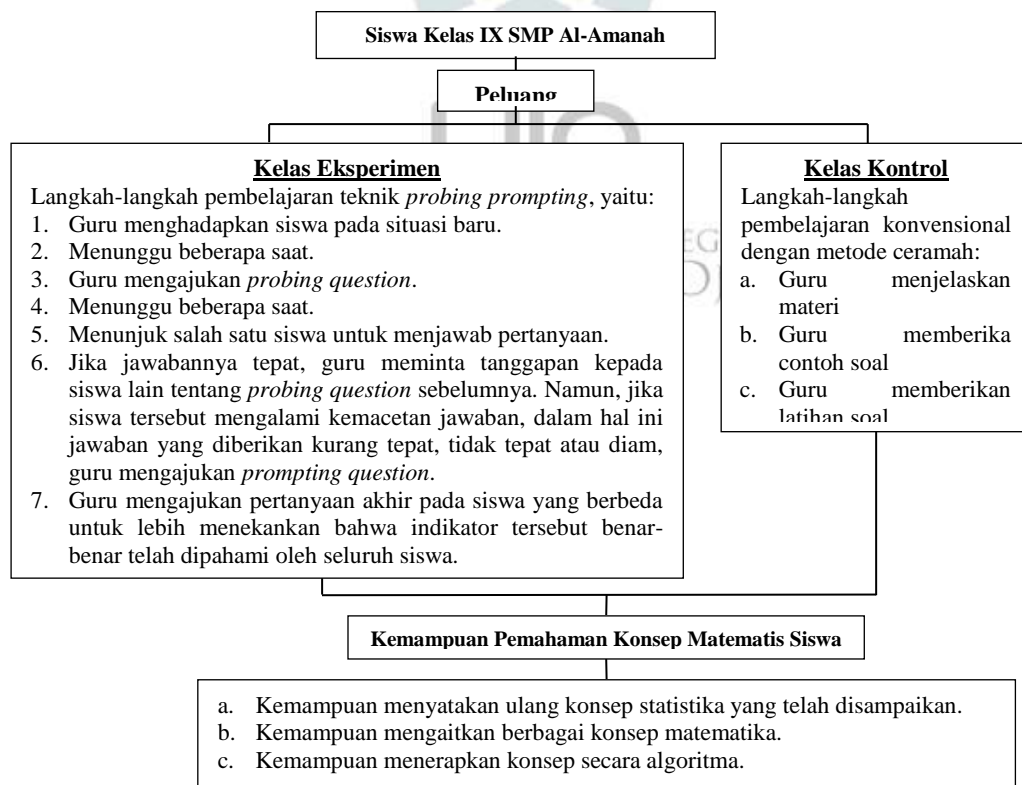 Siswa Kelas IX SMP Al-Amanah
Peluang
Kelas Eksperimen
Langkah-langkah pembelajaran teknik probing prompting, yaitu:
1. Guru menghadapkan siswa pada situasi baru.
2. Menunggu beberapa saat.
3. Guru mengajukan probing question.
4. Menunggu beberapa saat.
5. Menunjuk salah satu siswa untuk menjawab pertanyaan.
6. Jika jawabannya tepat, guru meminta tanggapan kepada
siswa lain tentang probing question sebelumnya. Namun, jika
siswa tersebut mengalami kemacetan jawaban, dalam hal ini
jawaban yang diberikan kurang tepat, tidak tepat atau diam,
guru mengajukan prompting question.
7. Guru mengajukan pertanyaan akhir pada siswa yang berbeda
untuk lebih menekankan bahwa indikator tersebut benar-
benar telah dipahami oleh seluruh siswa.
Kelas Kontrol
Langkah-langkah
pembelajaran konvensional
dengan metode ceramah:
a. Guru menjelaskan
materi
b. Guru memberika
contoh soal
c. Guru memberikan
latihan soal
Kemampuan Pemahaman Konsep Matematis Siswa
a. Kemampuan menyatakan ulang konsep statistika yang telah disampaikan.
b. Kemampuan mengaitkan berbagai konsep matematika.
c. Kemampuan menerapkan konsep secara algoritma.